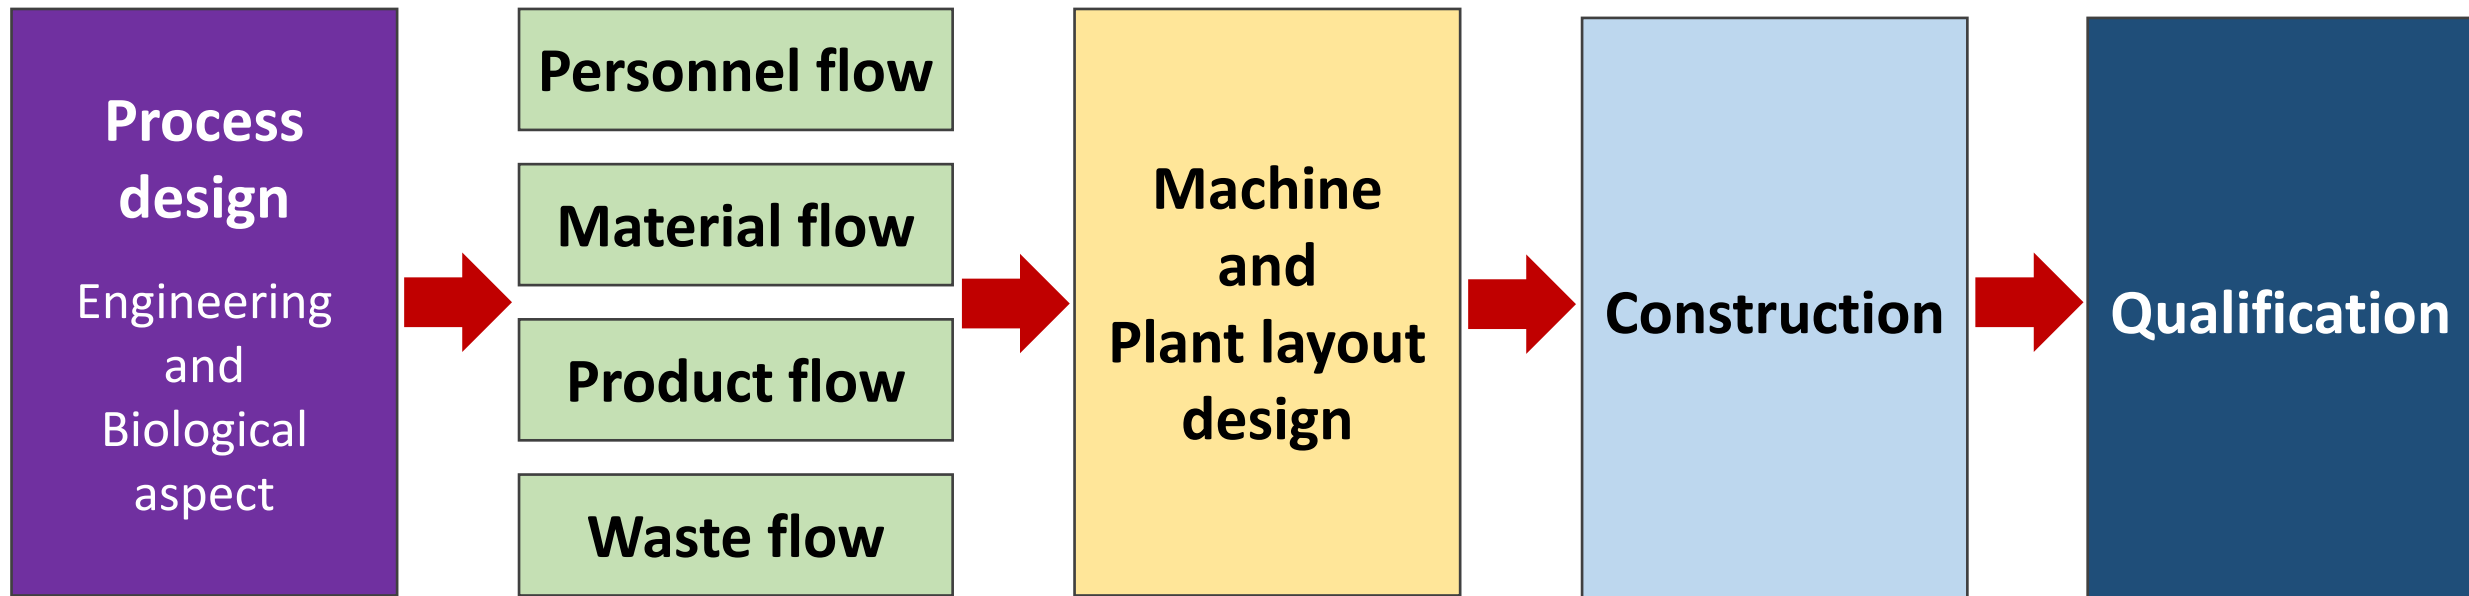 Process
design
Engineering
and
Biological
aspect
Personnel flow
Material flow
Product flow
Waste flow
Machine
and
Plant layout
design
Construction
Qualification